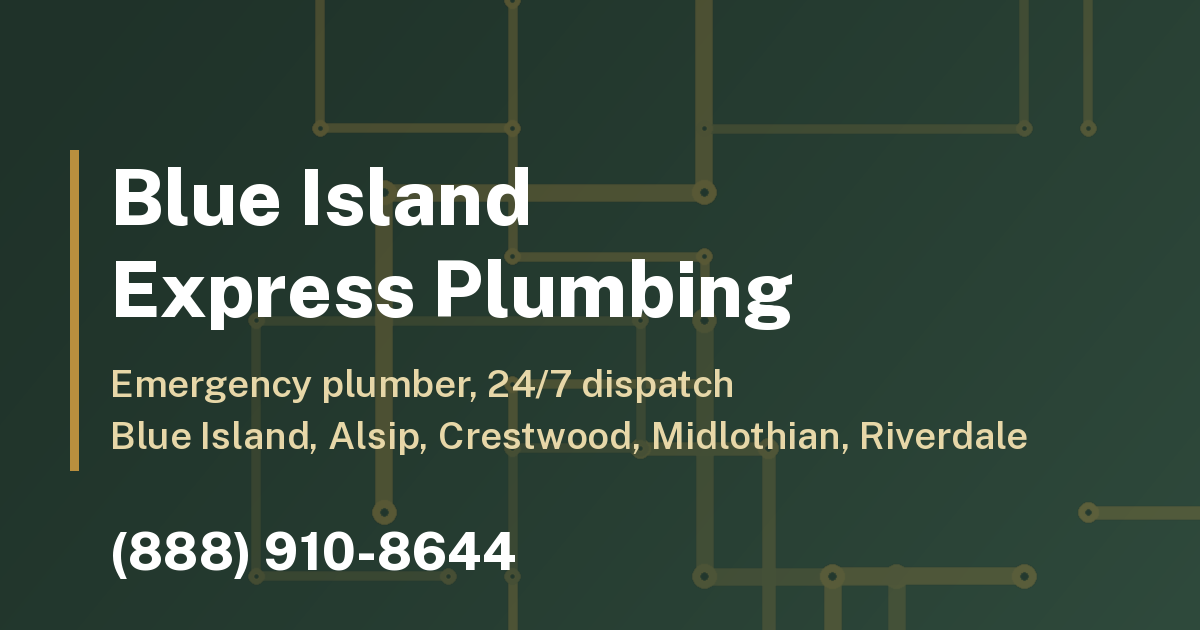 Blue Island
Express Plumbing
Emergency plumber, 24/7 dispatch
Blue Island, Alsip, Crestwood, Midlothian, Riverdale
(888) 910-8644